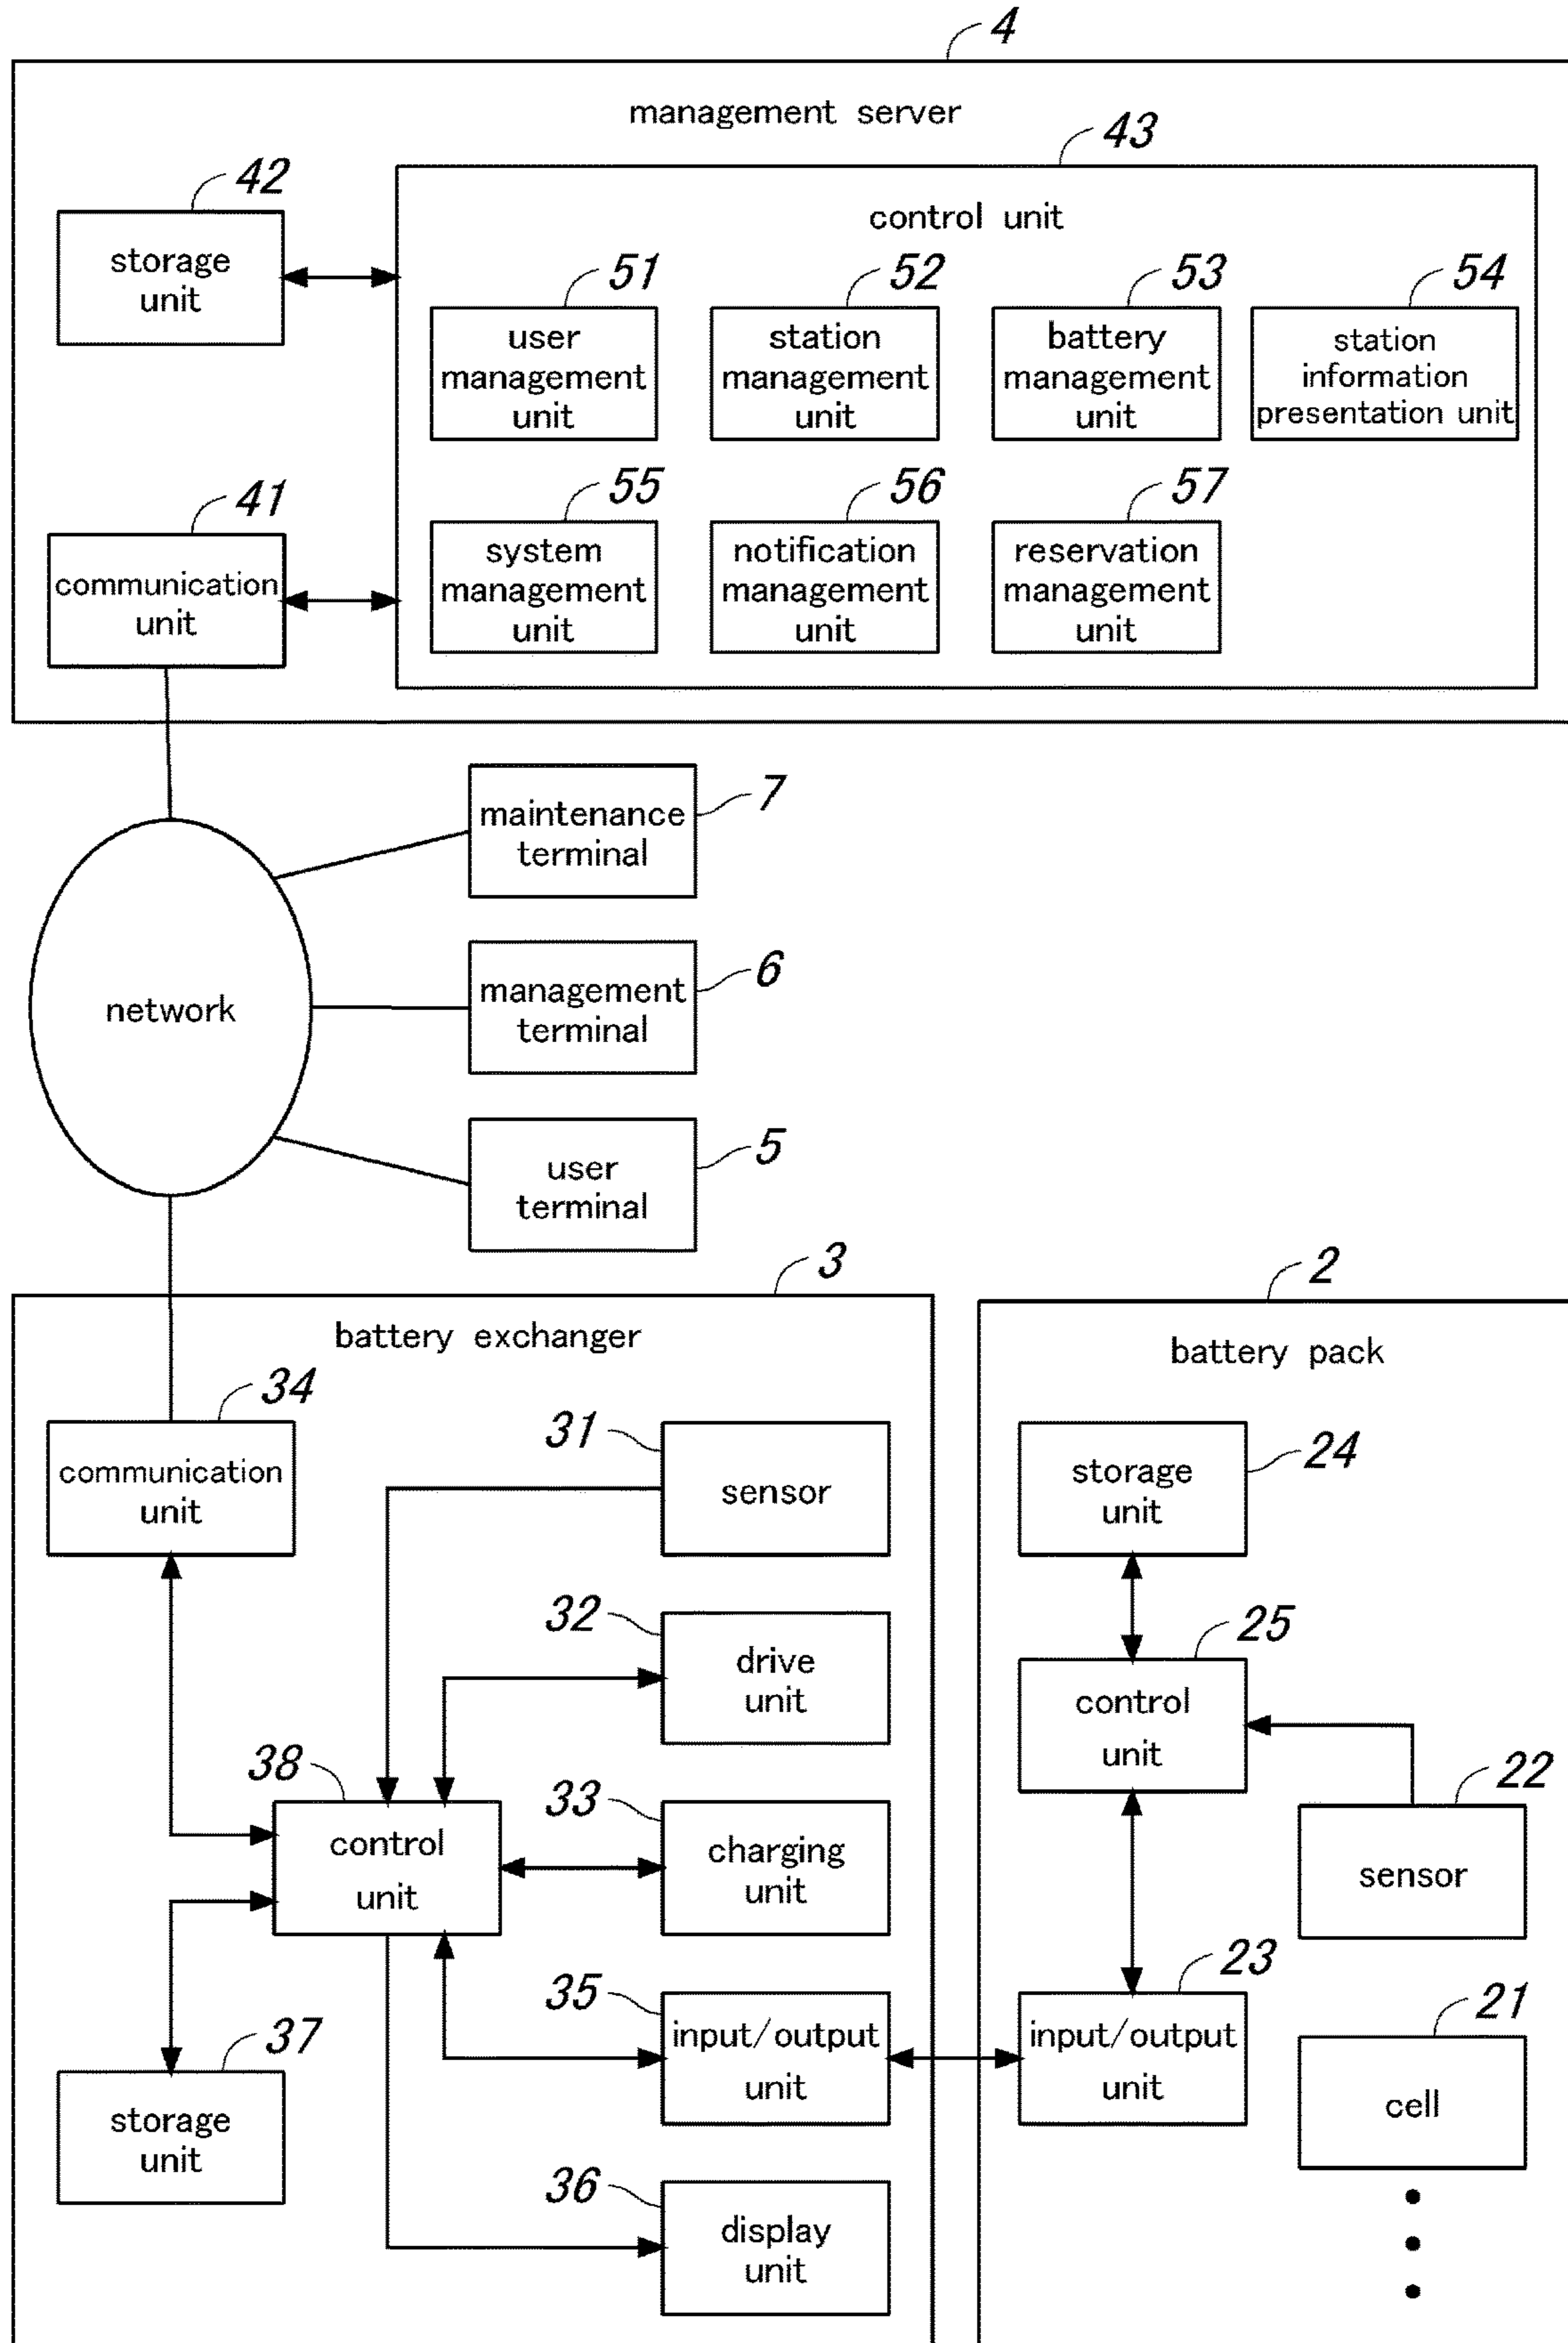 4
management server
43
42
control unit
storage
unit
51
52
53
54
user
management
unit
station
management
unit
battery
management
unit
station
information
presentation unit
41
communication
unit
55
56
57
system
management
unit
notification
management
unit
reservation
management
unit
maintenance
terminal
7
network
management
terminal
6
user
terminal
5
3
battery exchanger
34
communication
unit
31
sensor
32
drive
unit
38
control
unit
33
charging
unit
35
input/output
unit
37
storage
unit
36
display
unit
2
battery pack
24
storage
unit
25
control
unit
22
sensor
23
input/output
unit
21
cell